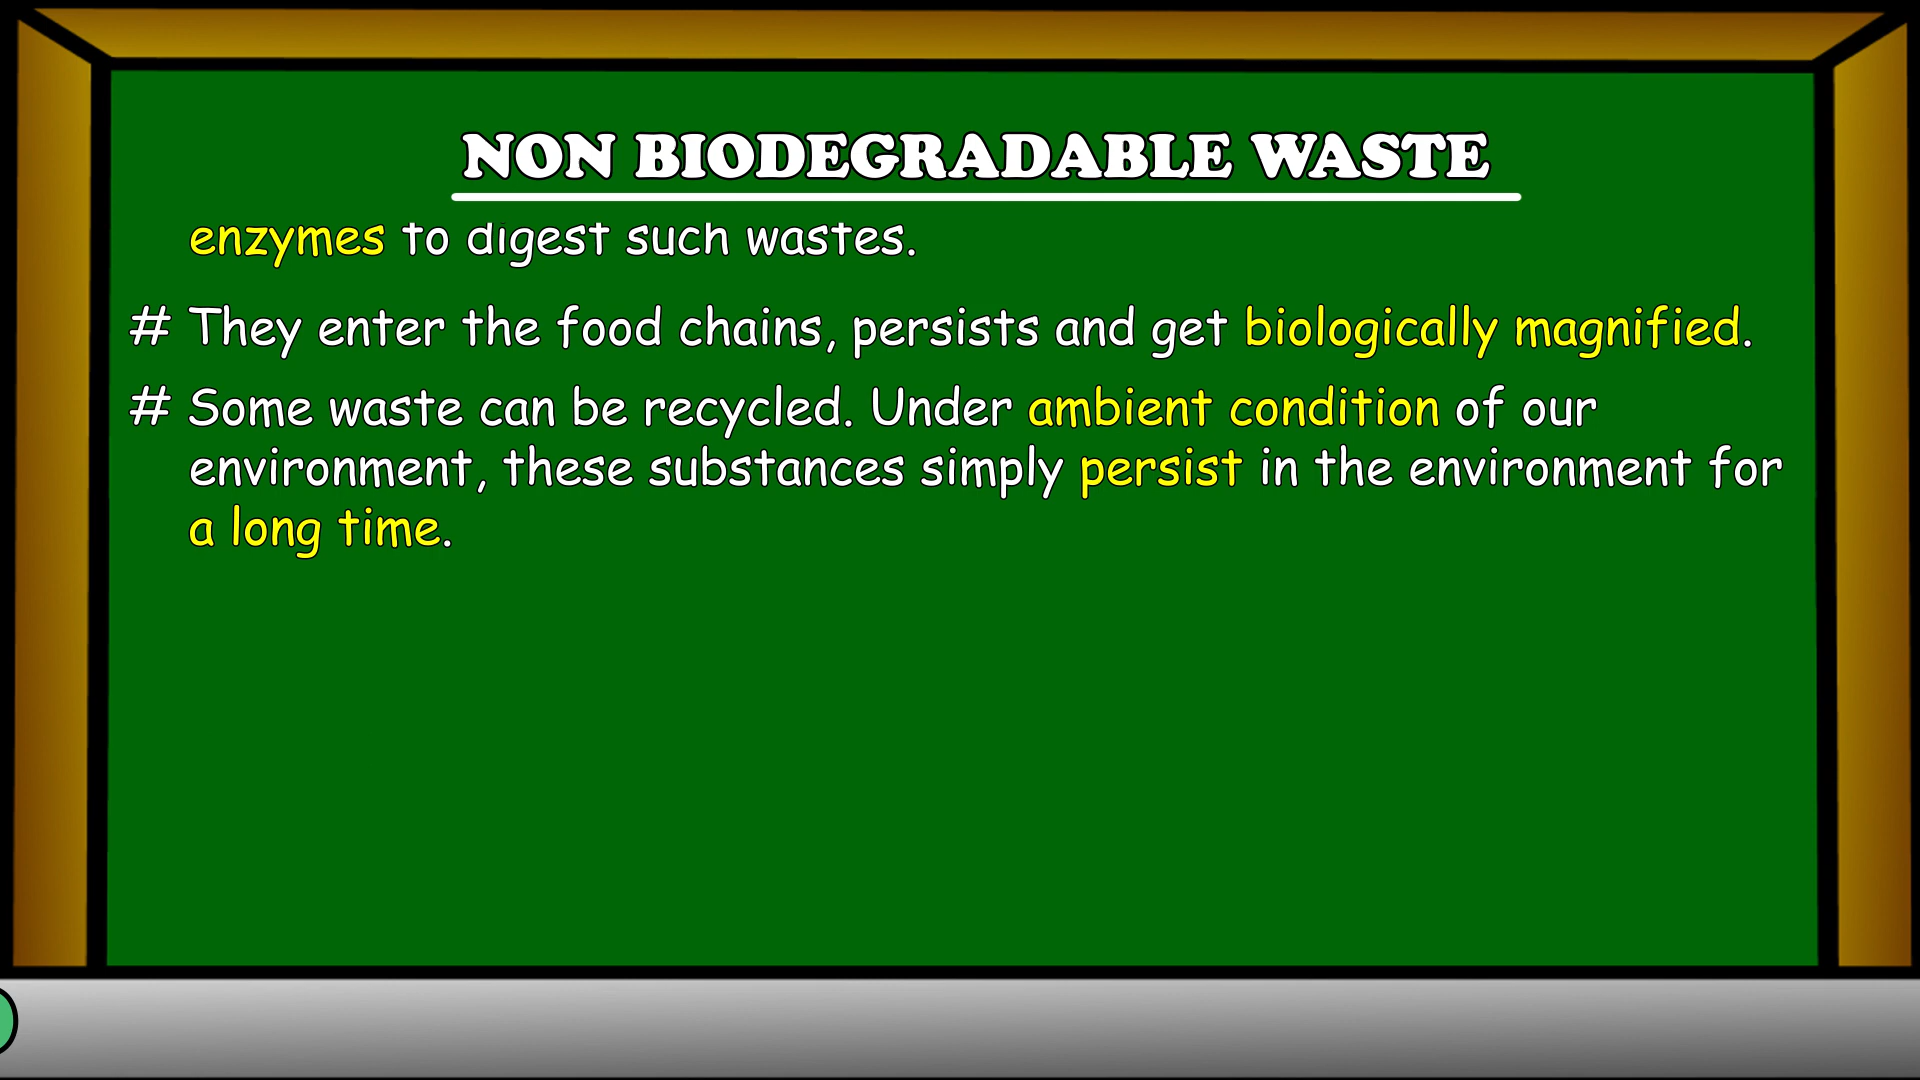 NON BIODEGRADABLE WASTE
enzymes to digest such wastes.
# They enter the food chains, persists and get biologically magnified.
# Some waste can be recycled. Under ambient condition of our
environment, these substances simply persist in the environment for
a long time.